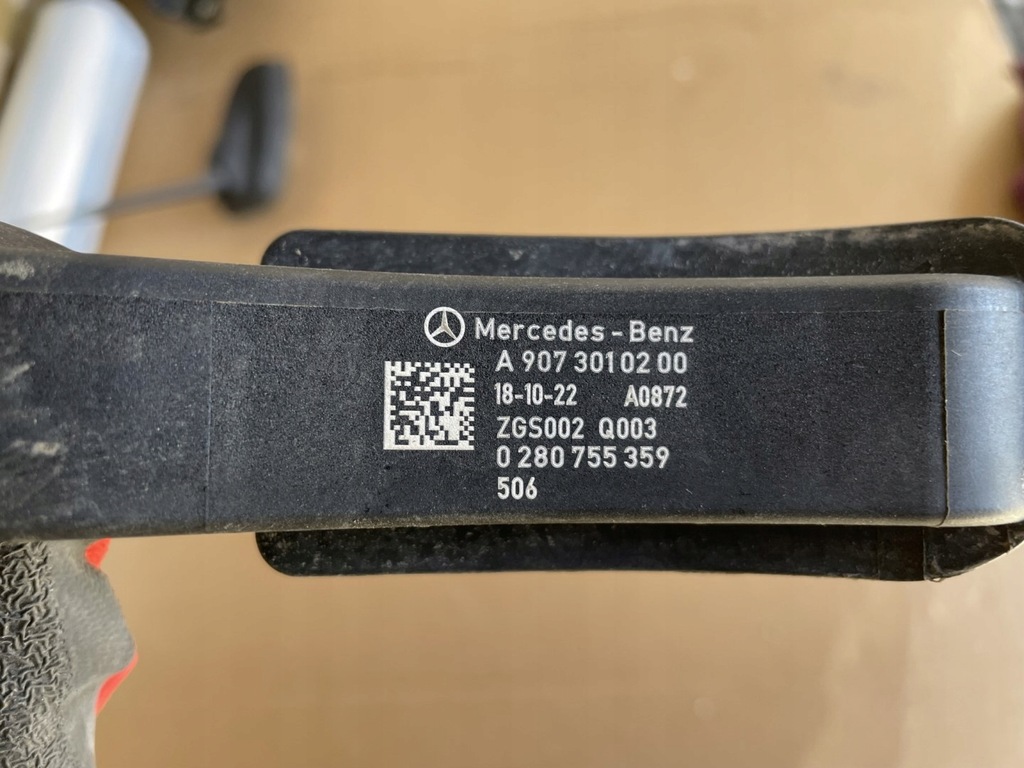 Mercedes-Benz
A 907 301 02 00
18-10-22 A0872
ZGS002 Q003
0 280 755 359
506